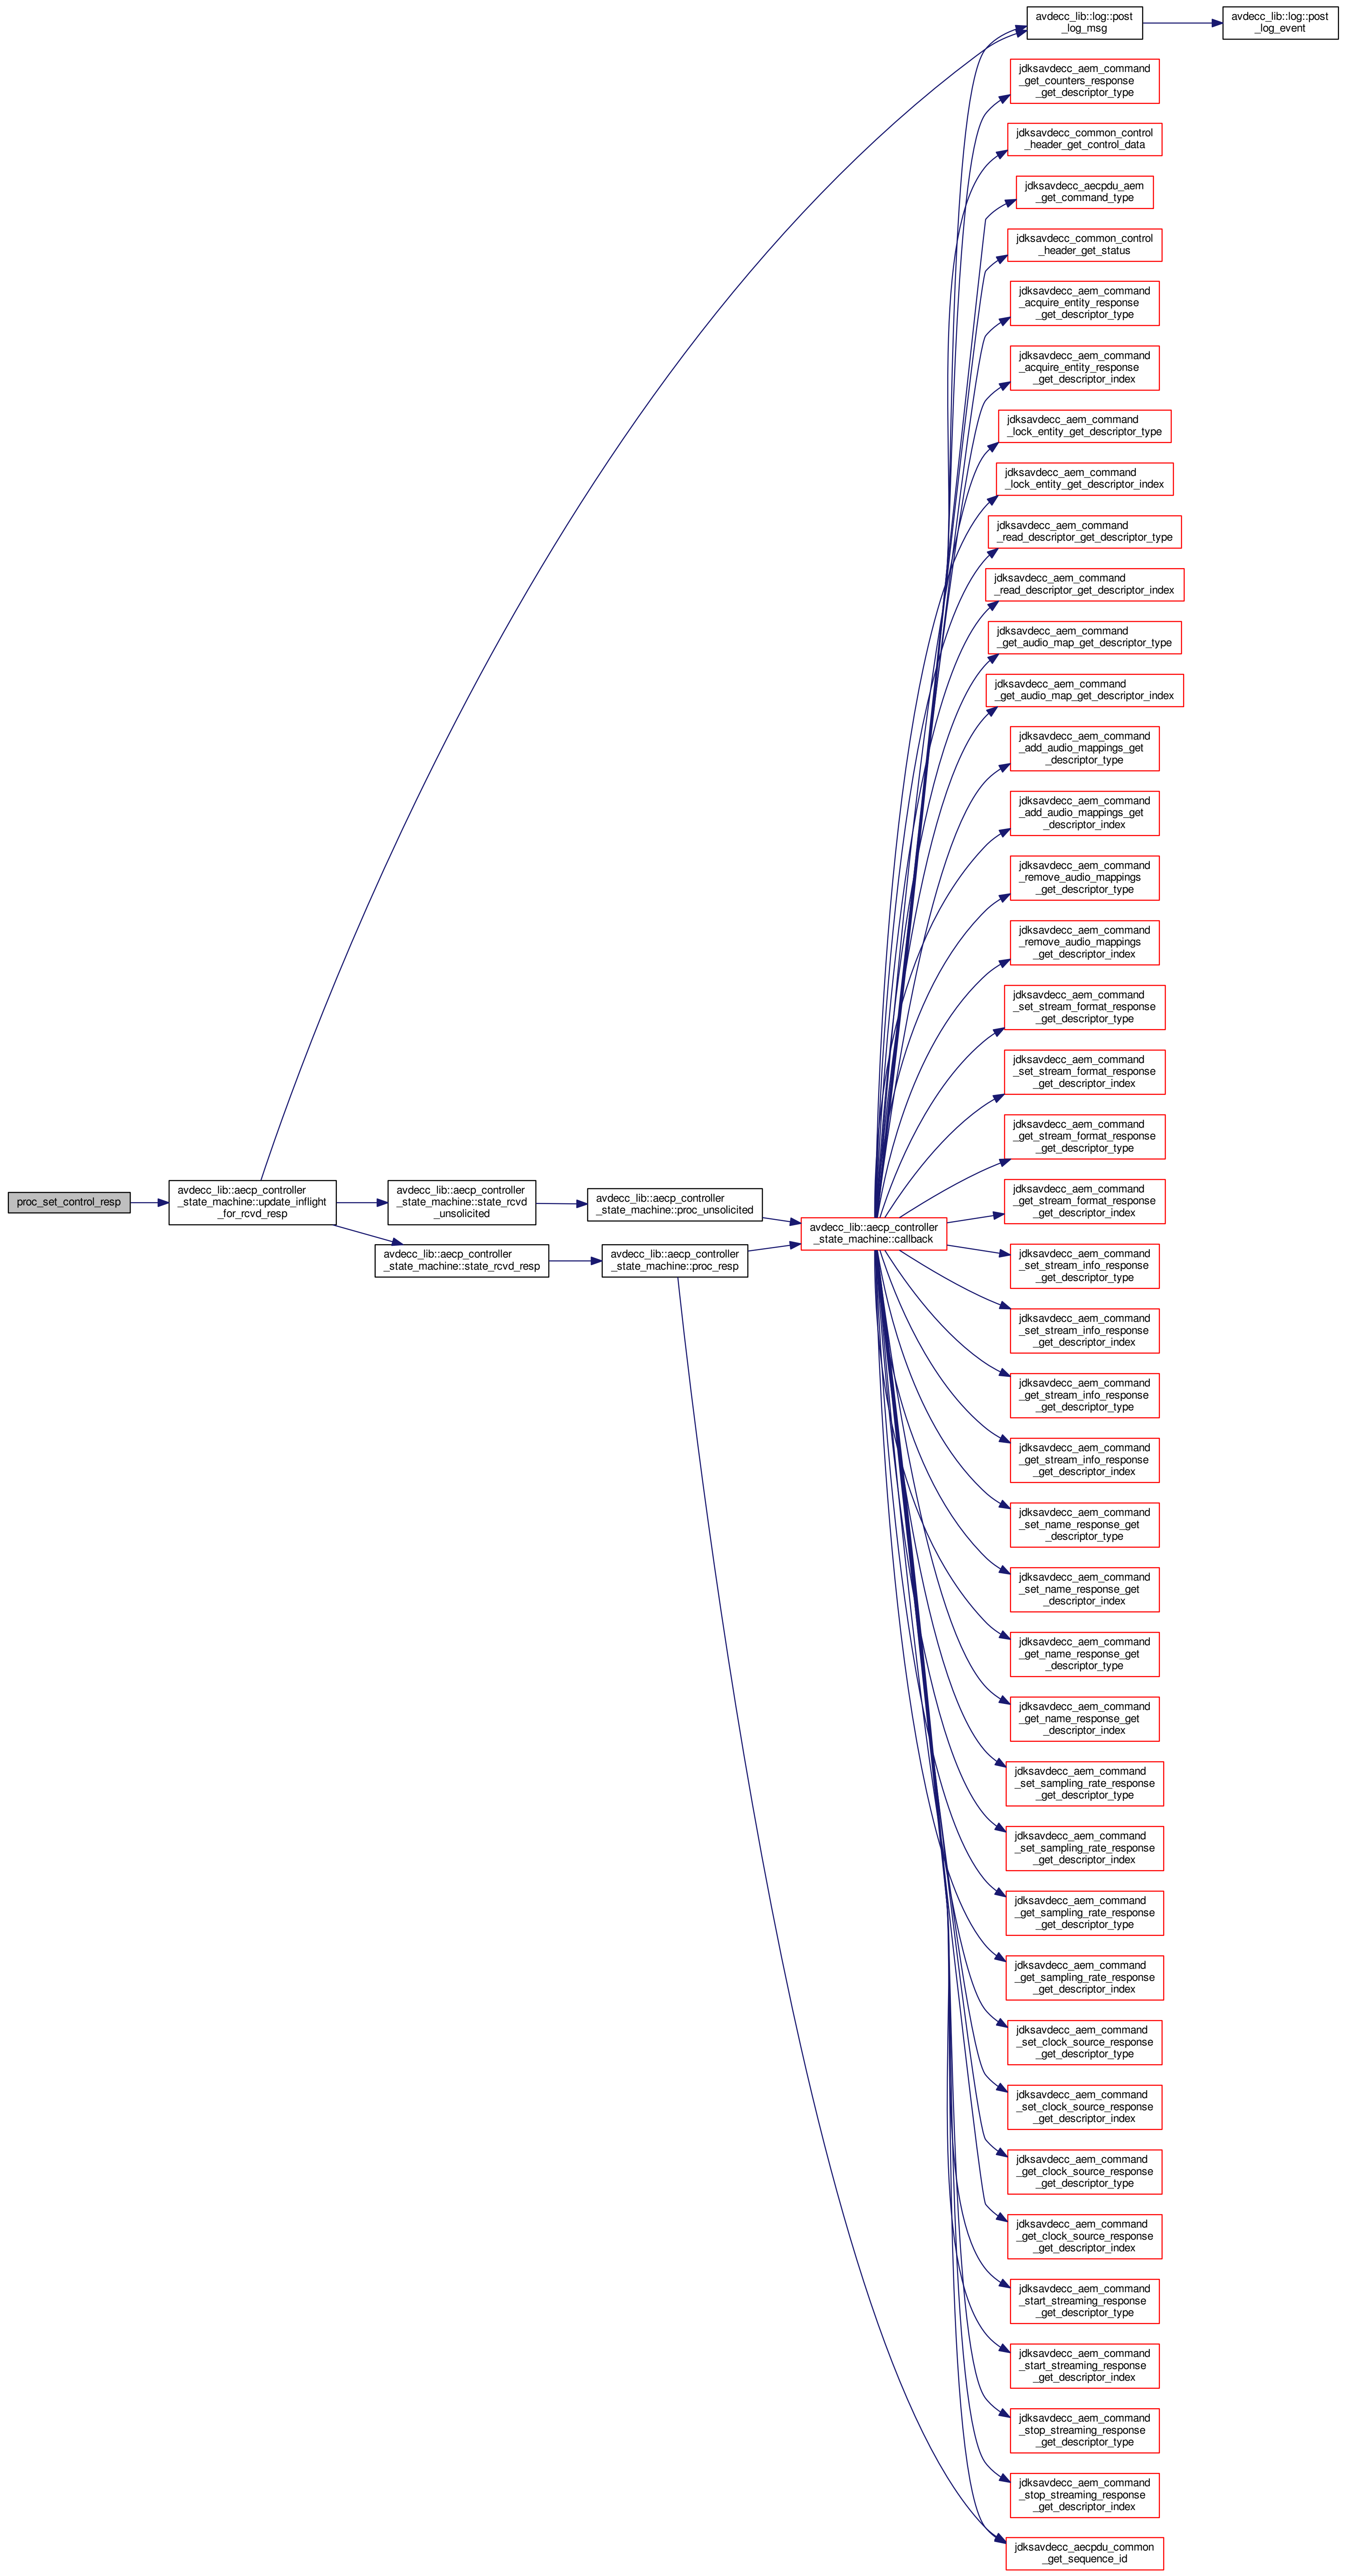 proc_set_control_resp
avdecc_lib::aecp_controller
_state_machine::update_inflight
_for_rcvd_resp
avdecc_lib::aecp_controller
_state_machine::state_rcvd
_unsolicited
avdecc_lib::aecp_controller
_state_machine::state_rcvd_resp
avdecc_lib::aecp_controller
_state_machine::proc_unsolicited
avdecc_lib::aecp_controller
_state_machine::proc_resp
avdecc_lib::aecp_controller
_state_machine::callback
avdecc_lib::log::post
_log_msg
avdecc_lib::log::post
_log_event
jdksavdecc_aem_command
_get_counters_response
_get_descriptor_type
jdksavdecc_common_control
_header_get_control_data
jdksavdecc_aecpdu_aem
_get_command_type
jdksavdecc_common_control
_header_get_status
jdksavdecc_aem_command
_acquire_entity_response
_get_descriptor_type
jdksavdecc_aem_command
_acquire_entity_response
_get_descriptor_index
jdksavdecc_aem_command
_lock_entity_get_descriptor_type
jdksavdecc_aem_command
_lock_entity_get_descriptor_index
jdksavdecc_aem_command
_read_descriptor_get_descriptor_type
jdksavdecc_aem_command
_read_descriptor_get_descriptor_index
jdksavdecc_aem_command
_get_audio_map_get_descriptor_type
jdksavdecc_aem_command
_get_audio_map_get_descriptor_index
jdksavdecc_aem_command
_add_audio_mappings_get
_descriptor_type
jdksavdecc_aem_command
_add_audio_mappings_get
_descriptor_index
jdksavdecc_aem_command
_remove_audio_mappings
_get_descriptor_type
jdksavdecc_aem_command
_remove_audio_mappings
_get_descriptor_index
jdksavdecc_aem_command
_set_stream_format_response
_get_descriptor_type
jdksavdecc_aem_command
_set_stream_format_response
_get_descriptor_index
jdksavdecc_aem_command
_get_stream_format_response
_get_descriptor_type
jdksavdecc_aem_command
_get_stream_format_response
_get_descriptor_index
jdksavdecc_aem_command
_set_stream_info_response
_get_descriptor_type
jdksavdecc_aem_command
_set_stream_info_response
_get_descriptor_index
jdksavdecc_aem_command
_get_stream_info_response
_get_descriptor_type
jdksavdecc_aem_command
_get_stream_info_response
_get_descriptor_index
jdksavdecc_aem_command
_set_name_response_get
_descriptor_type
jdksavdecc_aem_command
_set_name_response_get
_descriptor_index
jdksavdecc_aem_command
_get_name_response_get
_descriptor_type
jdksavdecc_aem_command
_get_name_response_get
_descriptor_index
jdksavdecc_aem_command
_set_sampling_rate_response
_get_descriptor_type
jdksavdecc_aem_command
_set_sampling_rate_response
_get_descriptor_index
jdksavdecc_aem_command
_get_sampling_rate_response
_get_descriptor_type
jdksavdecc_aem_command
_get_sampling_rate_response
_get_descriptor_index
jdksavdecc_aem_command
_set_clock_source_response
_get_descriptor_type
jdksavdecc_aem_command
_set_clock_source_response
_get_descriptor_index
jdksavdecc_aem_command
_get_clock_source_response
_get_descriptor_type
jdksavdecc_aem_command
_get_clock_source_response
_get_descriptor_index
jdksavdecc_aem_command
_start_streaming_response
_get_descriptor_type
jdksavdecc_aem_command
_start_streaming_response
_get_descriptor_index
jdksavdecc_aem_command
_stop_streaming_response
_get_descriptor_type
jdksavdecc_aem_command
_stop_streaming_response
_get_descriptor_index
jdksavdecc_aecpdu_common
_get_sequence_id